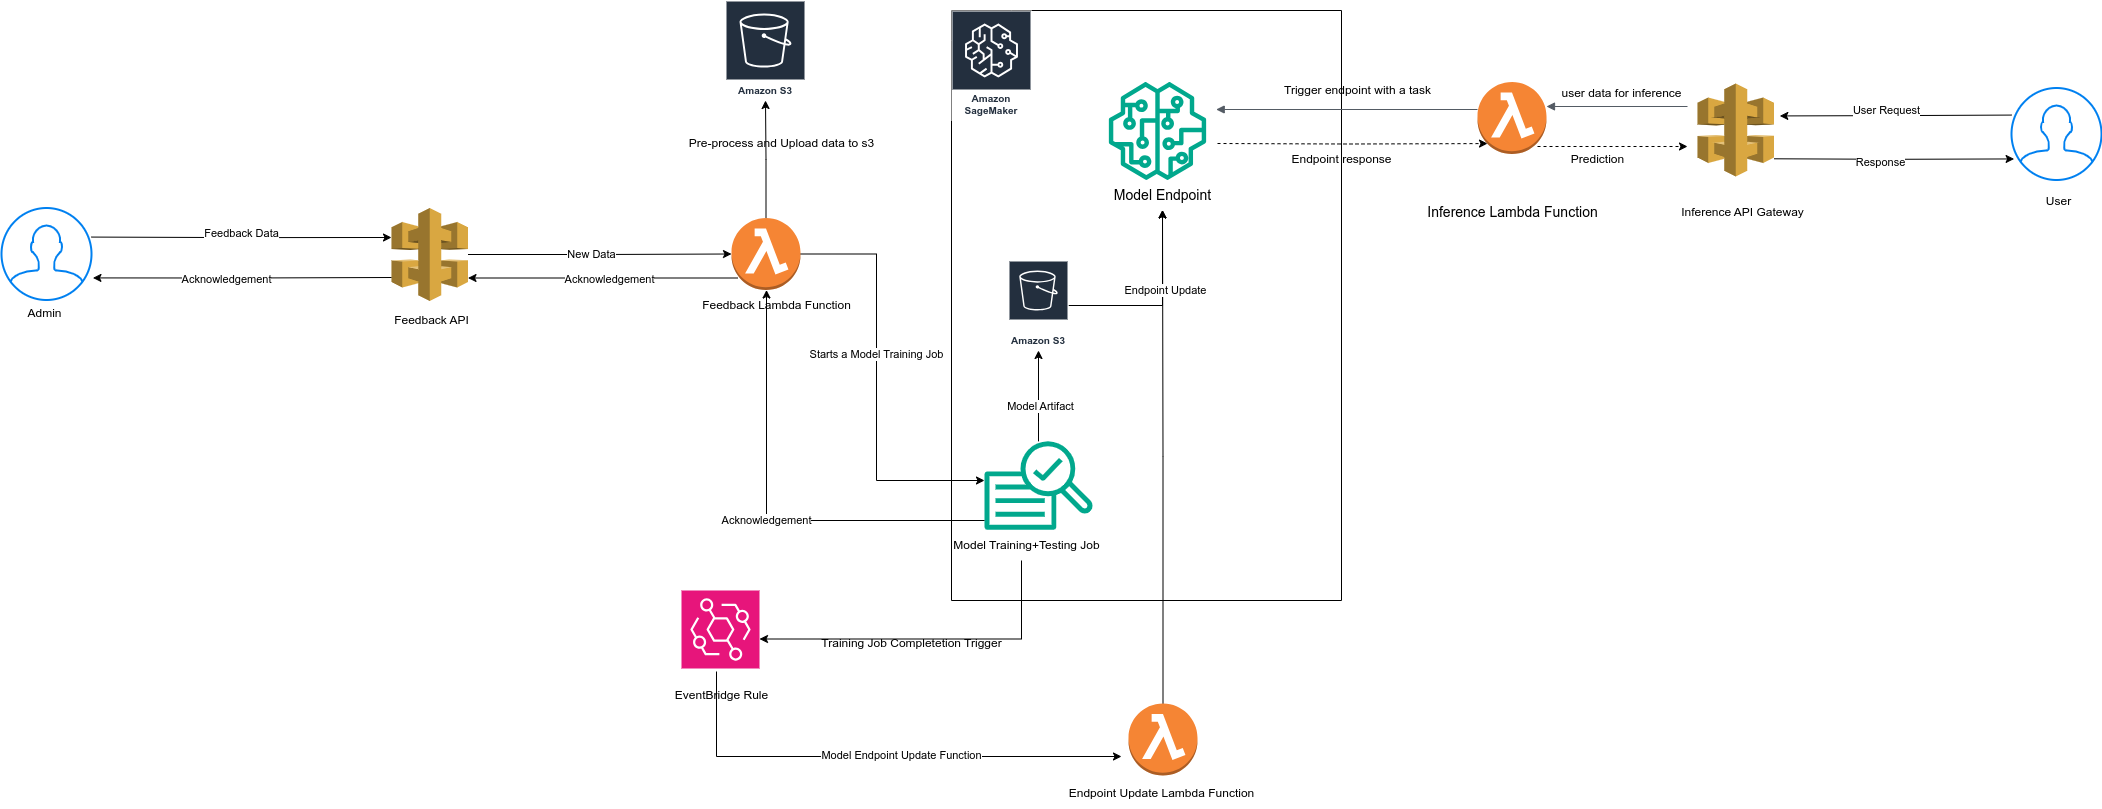 Amazon S3
Pre-process and Upload data to s3
Amazon
SageMaker
Model Endpoint
Trigger endpoint with a task
Endpoint response
user data for inference
Prediction
Inference Lambda Function
Inference API Gateway
User Request
Response
User
Feedback Data
Acknowledgement
Admin
Feedback API
New Data
Acknowledgement
Feedback Lambda Function
Starts a Model Training Job
Endpoint Update
Amazon S3
Model Artifact
Acknowledgement
Model Training+Testing Job
Training Job Completetion Trigger
EventBridge Rule
Model Endpoint Update Function
Endpoint Update Lambda Function